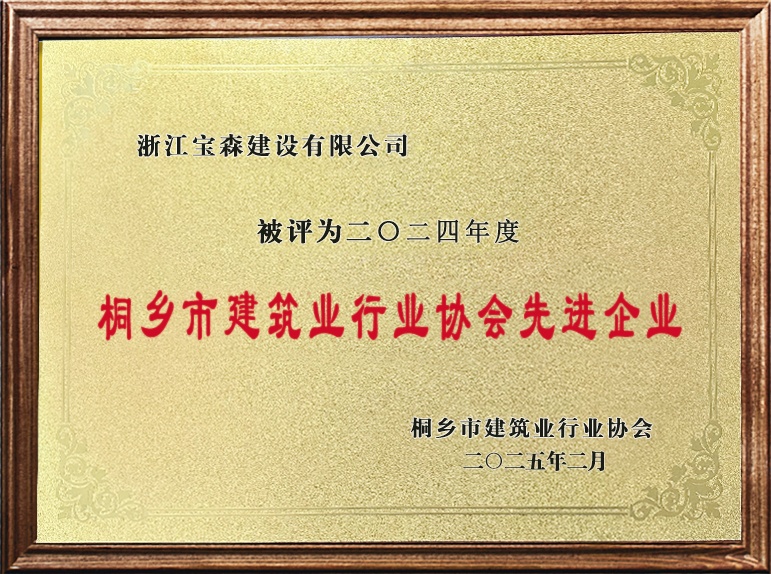 浙江宝森建设有限公司
被评为二〇二四年度
桐乡市建筑业行业协会先进企业
桐乡市建筑业行业协会
二〇二五年二月